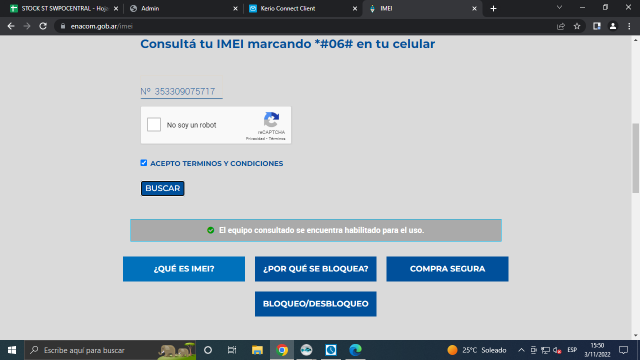 STOCK ST SWPOCENTRAL - Hoja
Admin
Kerio Connect Client
IMEI
enacom.gob.ar/imei
Consultá tu IMEI marcando *#06# en tu celular
Nº 353309075717
No soy un robot
reCAPTCHA
Privacidad - Términos
ACEPTO TERMINOS Y CONDICIONES
BUSCAR
El equipo consultado se encuentra habilitado para el uso.
¿QUÉ ES IMEI?
¿POR QUÉ SE BLOQUEA?
COMPRA SEGURA
BLOQUEO/DESBLOQUEO
Escribe aquí para buscar
25°C Soleado
ESP
15:50
3/11/2022